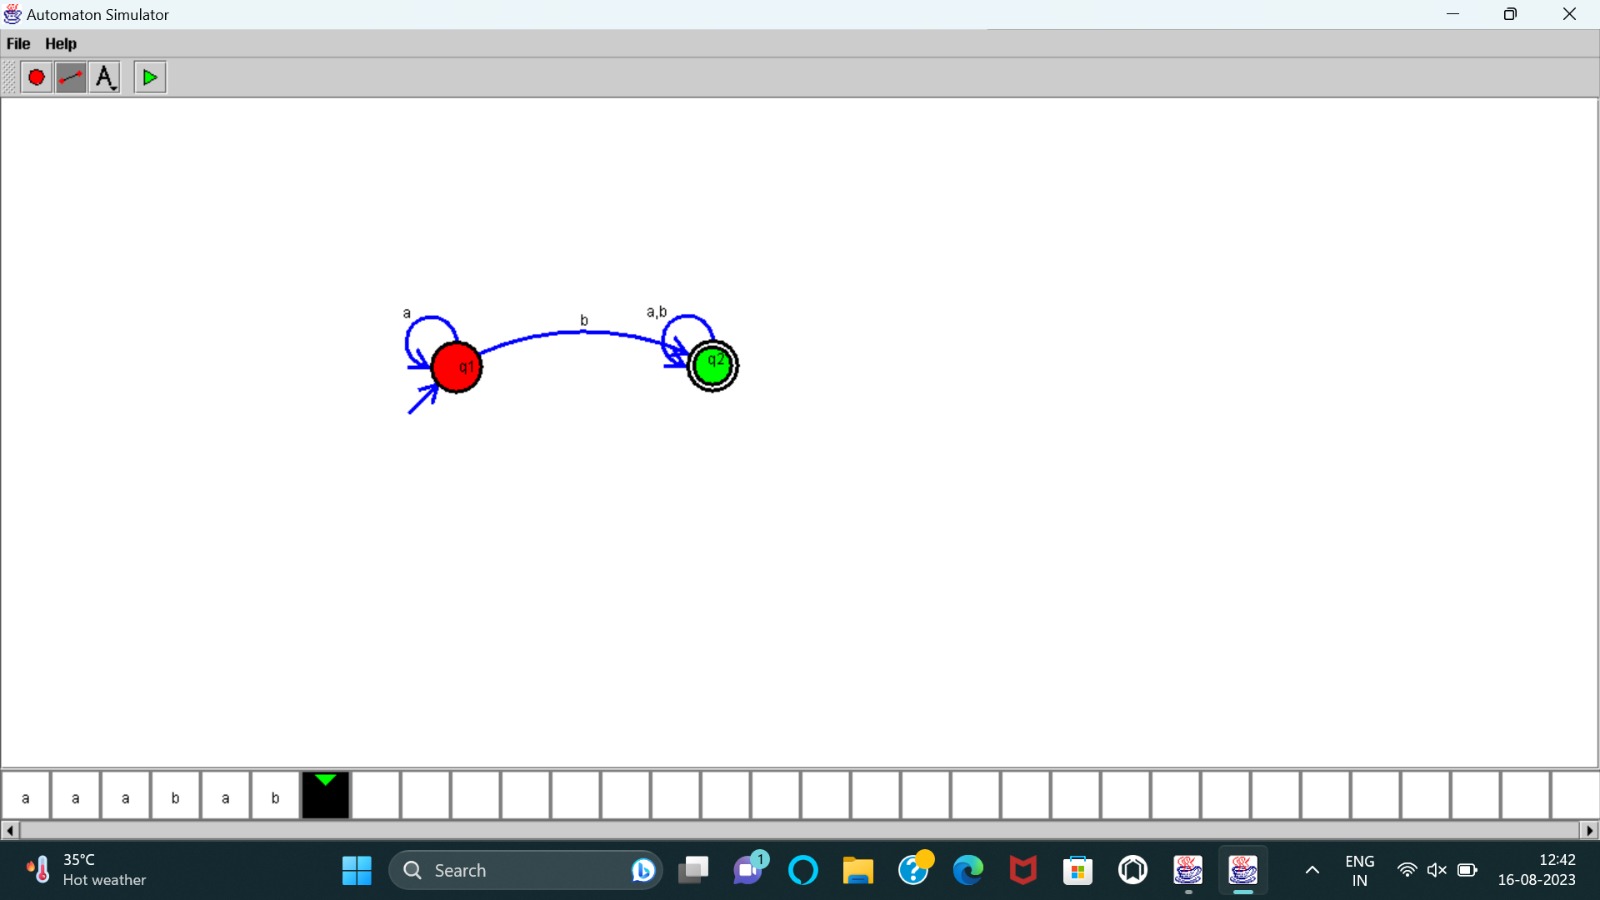 Automaton Simulator
File Help
A
a
b
a,b
q1
q2
a a a b a b
35°C
Hot weather
Search
1
ENG
IN
12:42
16-08-2023